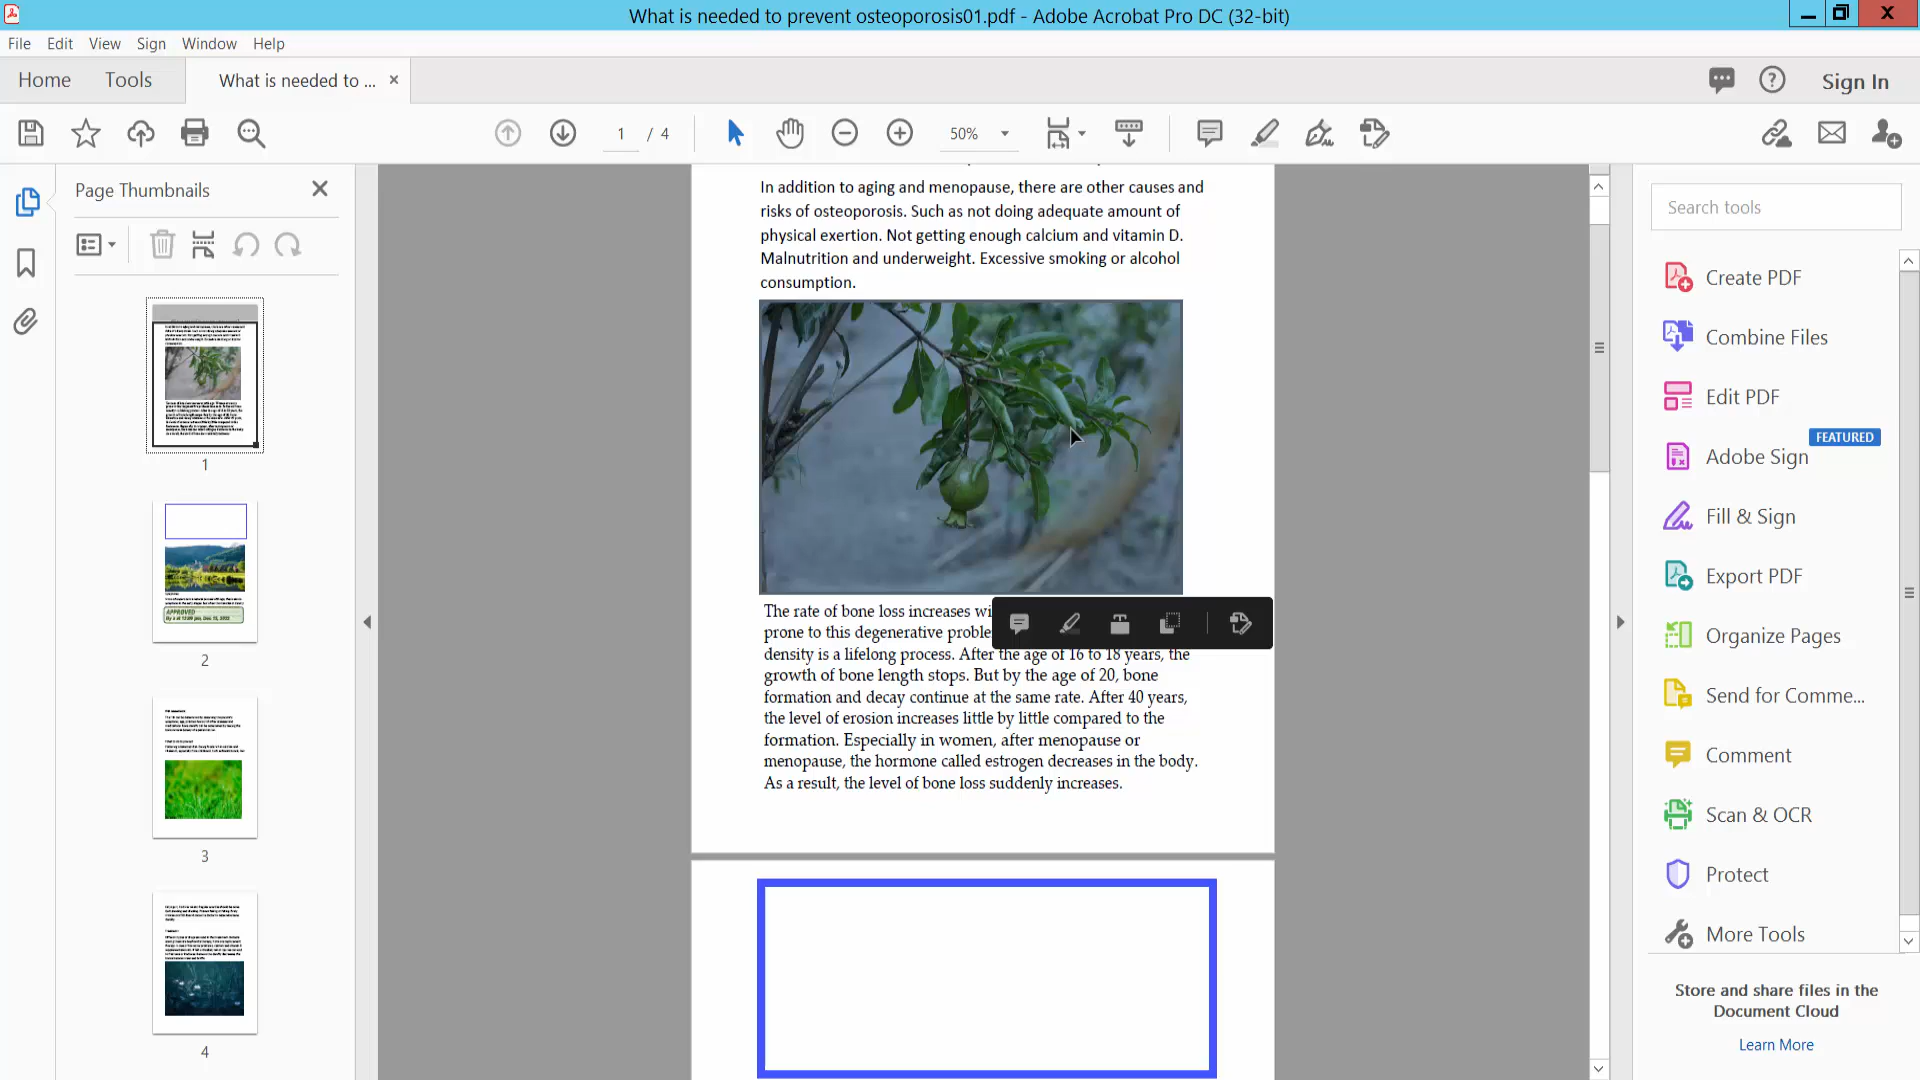 What is needed to prevent osteoporosis01.pdf - Adobe Acrobat Pro DC (32-bit)
File Edit View Sign Window Help
Home Tools What is needed to ... × Sign In
1 / 4 50%
Page Thumbnails
1
APPROVED
2
3
4
In addition to aging and menopause, there are other causes and
risks of osteoporosis. Such as not doing adequate amount of
physical exertion. Not getting enough calcium and vitamin D.
Malnutrition and underweight. Excessive smoking or alcohol
consumption.
The rate of bone loss increases
prone to this degenerative
density is a lifelong process. After the age of 16 to 18 years, the
growth of bone length stops. But by the age of 20, bone
formation and decay continue at the same rate. After 40 years,
the level of erosion increases little by little compared to the
formation. Especially in women, after menopause or
menopause, the hormone called estrogen decreases in the body.
As a result, the level of bone loss suddenly increases.
Search tools
Create PDF
Combine Files
Edit PDF
FEATURED
Adobe Sign
Fill & Sign
Export PDF
Organize Pages
Send for Comme...
Comment
Scan & OCR
Protect
More Tools
Store and share files in the
Document Cloud
Learn More